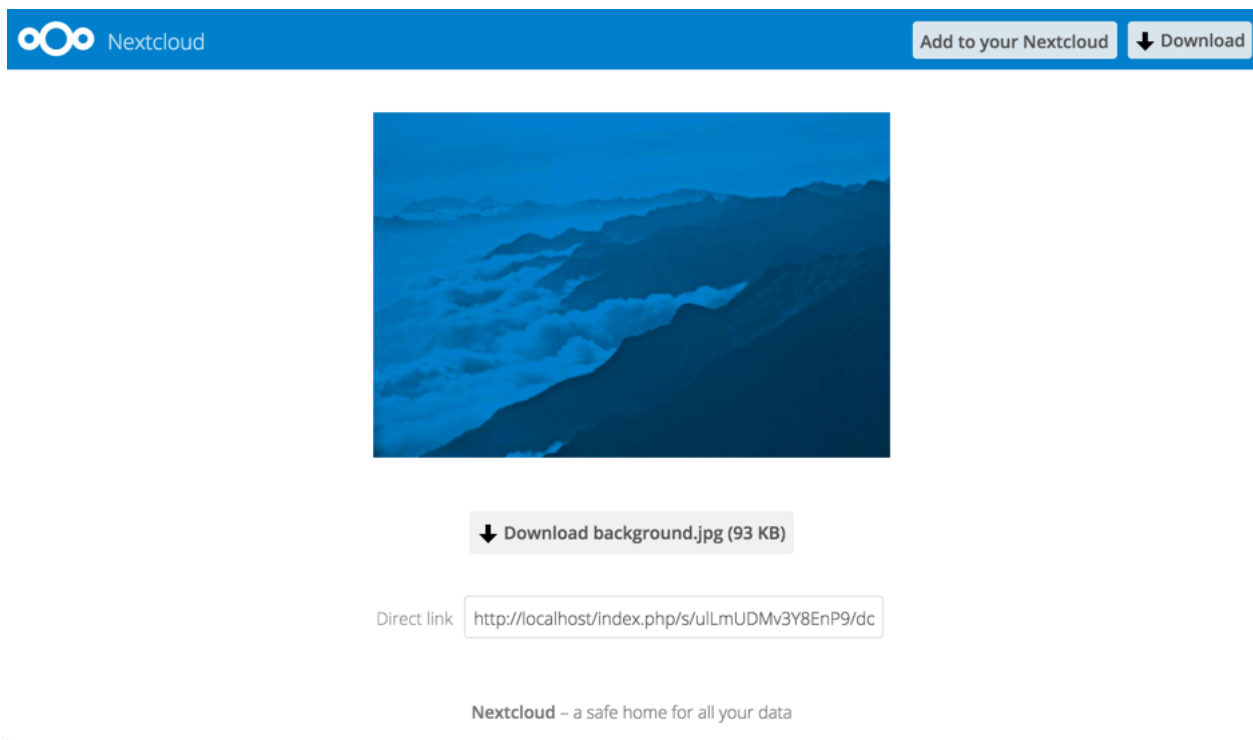 Nextcloud
Add to your Nextcloud
Download
Download background.jpg (93 KB)
Direct link
http://localhost/index.php/s/ulLmUDMv3Y8EnP9/dc
Nextcloud – a safe home for all your data